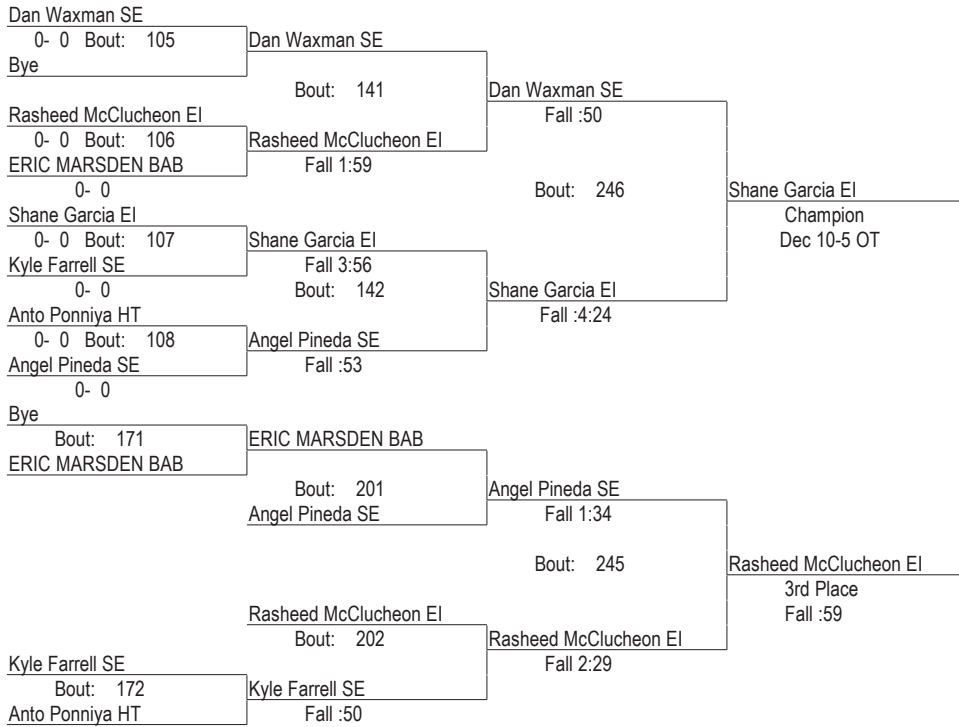 Dan Waxman SE
0- 0 Bout: 105 Dan Waxman SE
Bye
Bout: 141 Dan Waxman SE
Rasheed McClucheon EI Fall :50
0- 0 Bout: 106 Rasheed McClucheon EI
ERIC MARSDEN BAB Fall 1:59
0- 0 Bout: 246 Shane Garcia EI
Shane Garcia EI Champion
0- 0 Bout: 107 Shane Garcia EI Dec 10-5 OT
Kyle Farrell SE Fall 3:56
0- 0 Bout: 142 Shane Garcia EI
Anto Ponniya HT Fall :4:24
0- 0 Bout: 108 Angel Pineda SE
Angel Pineda SE Fall :53
0- 0
Bye
Bout: 171 ERIC MARSDEN BAB
ERIC MARSDEN BAB
Bout: 201 Angel Pineda SE
Angel Pineda SE Fall 1:34
Bout: 245 Rasheed McClucheon EI
3rd Place
Rasheed McClucheon EI Fall :59
Bout: 202 Rasheed McClucheon EI
Kyle Farrell SE Fall 2:29
Bout: 172 Kyle Farrell SE
Anto Ponniya HT Fall :50